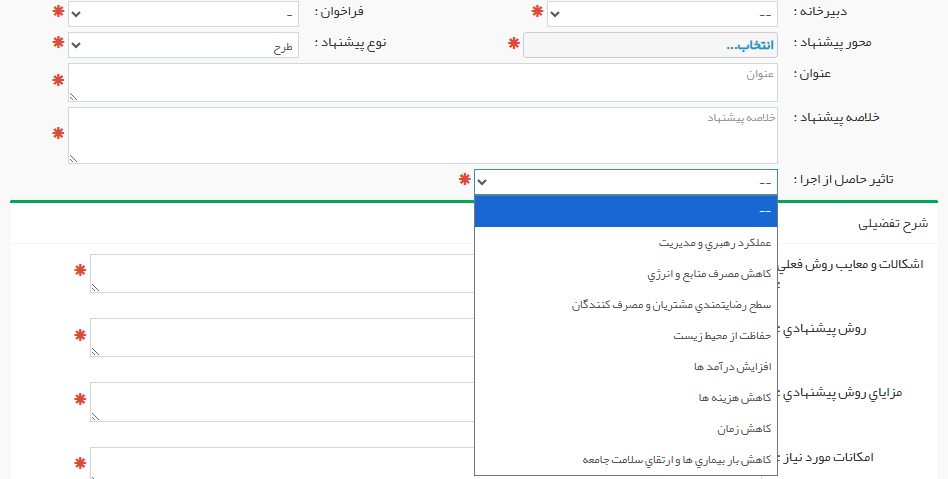 دبیرخانه : -- * فراخوان : - *
محور پیشنهاد : انتخاب... * نوع پیشنهاد : طرح *
عنوان : عنوان *
خلاصه پیشنهاد : خلاصه پیشنهاد *
تاثیر حاصل از اجرا : -- *
--
عملکرد رهبري و مديريت
کاهش مصرف منابع و انرژي
سطح رضايتمندي مشتريان و مصرف کنندگان
حفاظت از محيط زيست
افزايش درآمد ها
کاهش هزينه ها
کاهش زمان
کاهش بار بيماري ها و ارتقاي سلامت جامعه
شرح تفضیلی
اشکالات و معایب روش فعلي : *
روش پيشنهادي : *
مزاياي روش پيشنهادي : *
امکانات مورد نياز : *